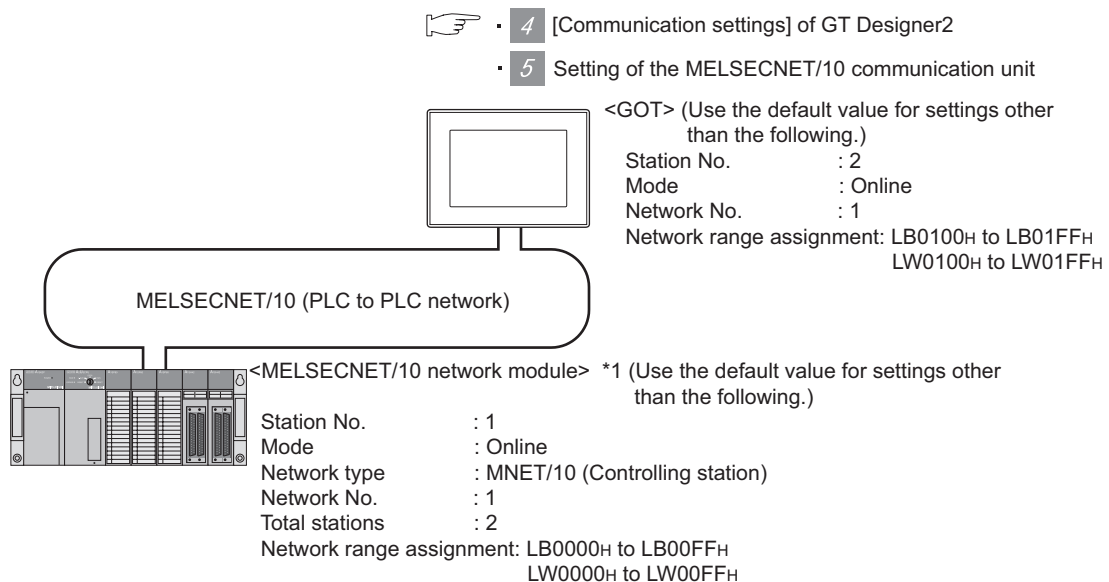 · 4 [Communication settings] of GT Designer2
· 5 Setting of the MELSECNET/10 communication unit
<GOT> (Use the default value for settings other
than the following.)
Station No. : 2
Mode : Online
Network No. : 1
Network range assignment: LB0100H to LB01FFH
LW0100H to LW01FFH
MELSECNET/10 (PLC to PLC network)
<MELSECNET/10 network module> *1 (Use the default value for settings other
than the following.)
Station No. : 1
Mode : Online
Network type : MNET/10 (Controlling station)
Network No. : 1
Total stations : 2
Network range assignment: LB0000H to LB00FFH
LW0000H to LW00FFH